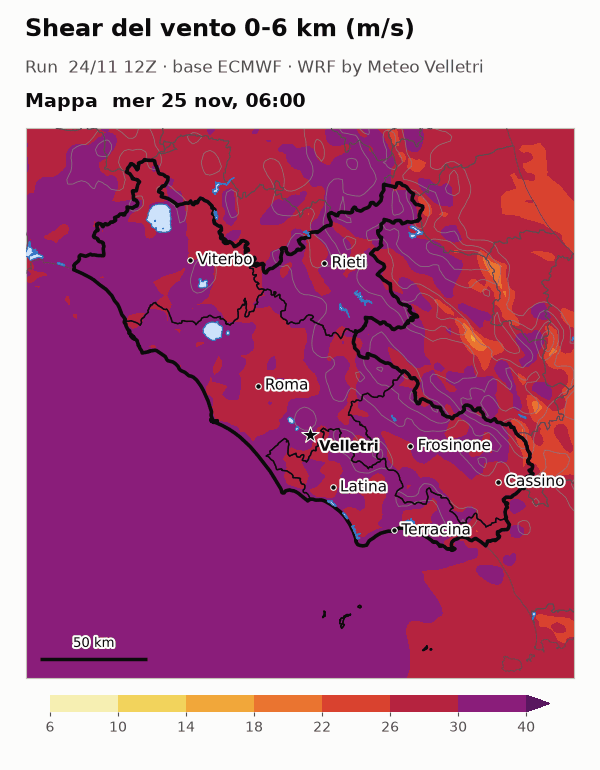 Shear del vento 0-6 km (m/s)
Run  24/11 12Z · base ECMWF · WRF by Meteo Velletri
Mappa  mer 25 nov, 06:00
Viterbo
Rieti
Roma
Velletri
Frosinone
Latina
Cassino
Terracina
50 km
6 10 14 18 22 26 30 40